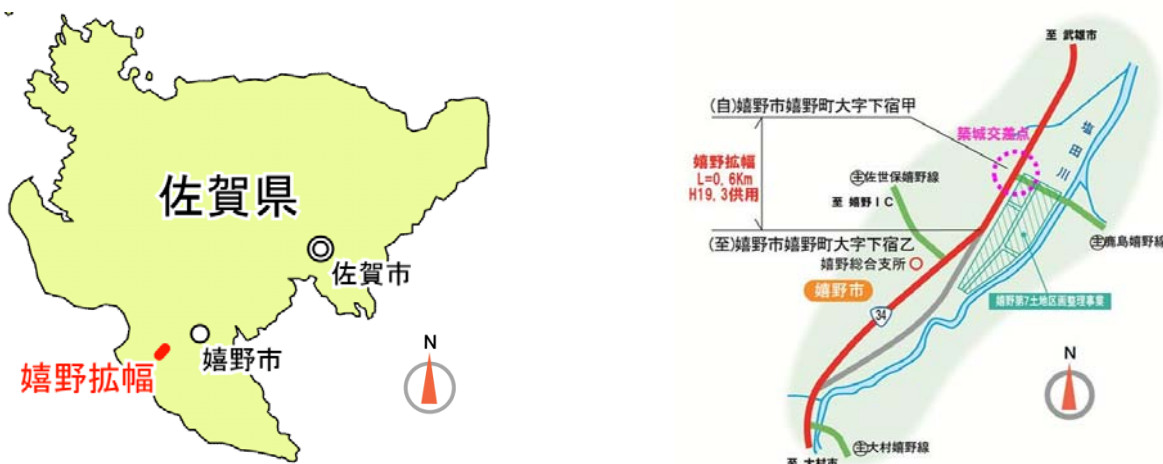 佐賀県
佐賀市
嬉野市
嬉野拡幅
N
至 武雄市
(自)嬉野市嬉野町大字下宿甲
築城交差点
塩田川
嬉野拡幅
L=0.6Km
H19.3供用
主佐世保嬉野線
至 嬉野IC
(至)嬉野市嬉野町大字下宿乙
主鹿島嬉野線
嬉野総合支所
嬉野市
嬉野第7土地区画整理事業
34
N
主大村嬉野線
至 大村市